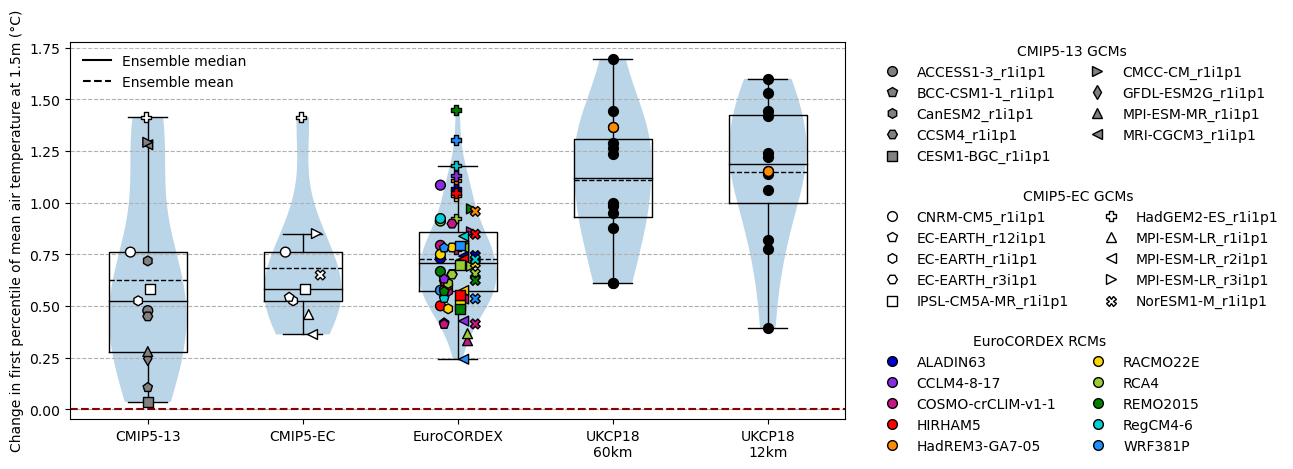 Change in first percentile of mean air temperature at 1.5m (°C)
1.75
1.50
1.25
1.00
0.75
0.50
0.25
0.00
Ensemble median
Ensemble mean
CMIP5-13
CMIP5-EC
EuroCORDEX
UKCP18
60km
UKCP18
12km
CMIP5-13 GCMs
ACCESS1-3_r1i1p1
BCC-CSM1-1_r1i1p1
CanESM2_r1i1p1
CCSM4_r1i1p1
CESM1-BGC_r1i1p1
CMCC-CM_r1i1p1
GFDL-ESM2G_r1i1p1
MPI-ESM-MR_r1i1p1
MRI-CGCM3_r1i1p1
CMIP5-EC GCMs
CNRM-CM5_r1i1p1
EC-EARTH_r12i1p1
EC-EARTH_r1i1p1
EC-EARTH_r3i1p1
IPSL-CM5A-MR_r1i1p1
HadGEM2-ES_r1i1p1
MPI-ESM-LR_r1i1p1
MPI-ESM-LR_r2i1p1
MPI-ESM-LR_r3i1p1
NorESM1-M_r1i1p1
EuroCORDEX RCMs
ALADIN63
CCLM4-8-17
COSMO-crCLIM-v1-1
HIRHAM5
HadREM3-GA7-05
RACMO22E
RCA4
REMO2015
RegCM4-6
WRF381P